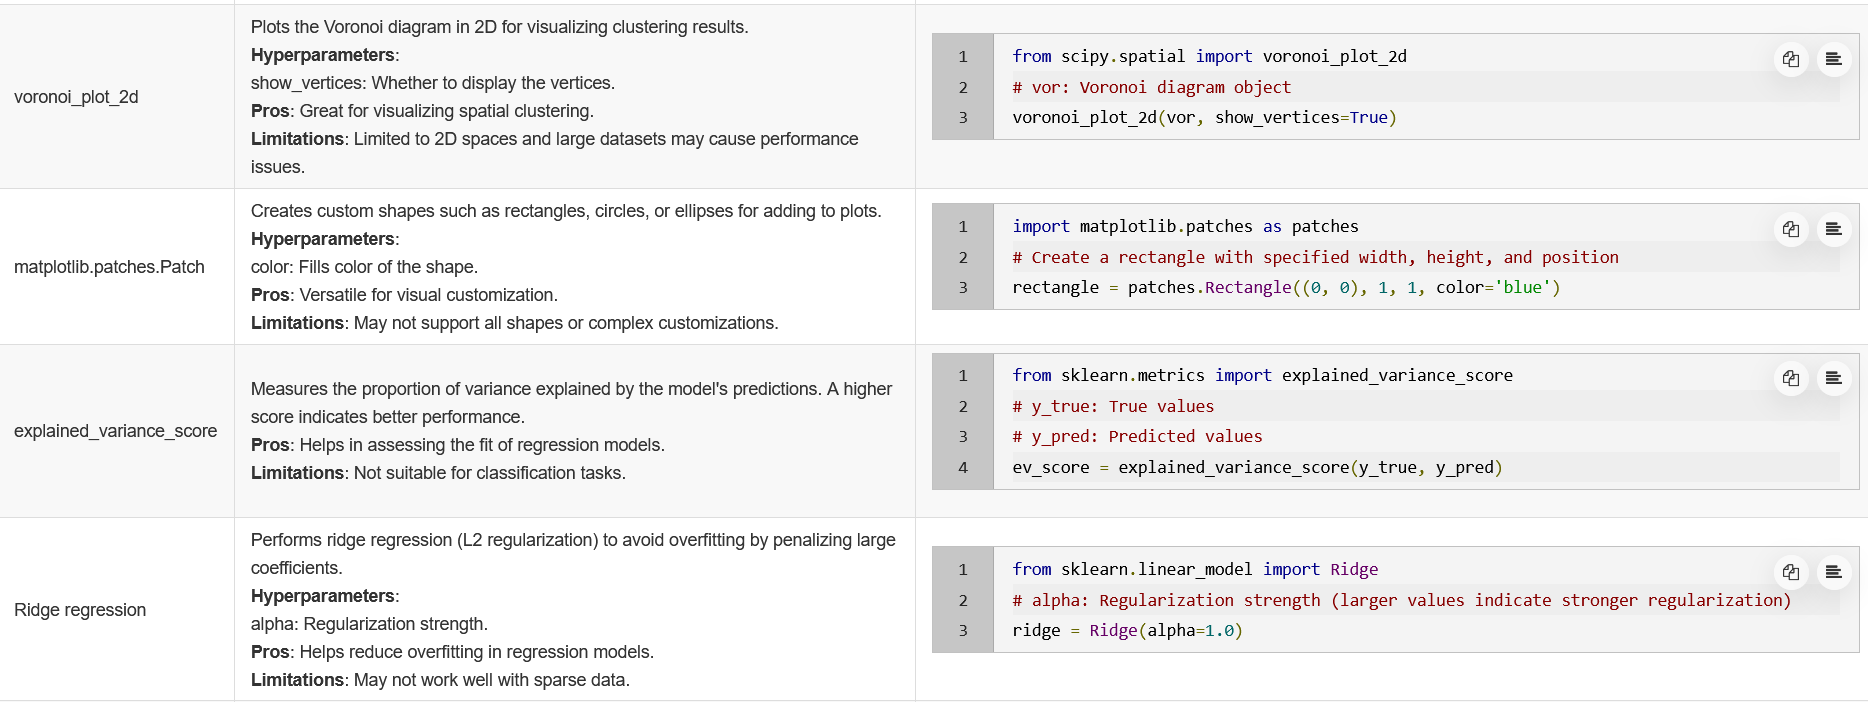 voronoi_plot_2d
Plots the Voronoi diagram in 2D for visualizing clustering results.
Hyperparameters:
show_vertices: Whether to display the vertices.
Pros: Great for visualizing spatial clustering.
Limitations: Limited to 2D spaces and large datasets may cause performance
issues.
1 from scipy.spatial import voronoi_plot_2d
2 # vor: Voronoi diagram object
3 voronoi_plot_2d(vor, show_vertices=True)
matplotlib.patches.Patch
Creates custom shapes such as rectangles, circles, or ellipses for adding to plots.
Hyperparameters:
color: Fills color of the shape.
Pros: Versatile for visual customization.
Limitations: May not support all shapes or complex customizations.
1 import matplotlib.patches as patches
2 # Create a rectangle with specified width, height, and position
3 rectangle = patches.Rectangle((0, 0), 1, 1, color='blue')
explained_variance_score
Measures the proportion of variance explained by the model's predictions. A higher
score indicates better performance.
Pros: Helps in assessing the fit of regression models.
Limitations: Not suitable for classification tasks.
1 from sklearn.metrics import explained_variance_score
2 # y_true: True values
3 # y_pred: Predicted values
4 ev_score = explained_variance_score(y_true, y_pred)
Ridge regression
Performs ridge regression (L2 regularization) to avoid overfitting by penalizing large
coefficients.
Hyperparameters:
alpha: Regularization strength.
Pros: Helps reduce overfitting in regression models.
Limitations: May not work well with sparse data.
1 from sklearn.linear_model import Ridge
2 # alpha: Regularization strength (larger values indicate stronger regularization)
3 ridge = Ridge(alpha=1.0)